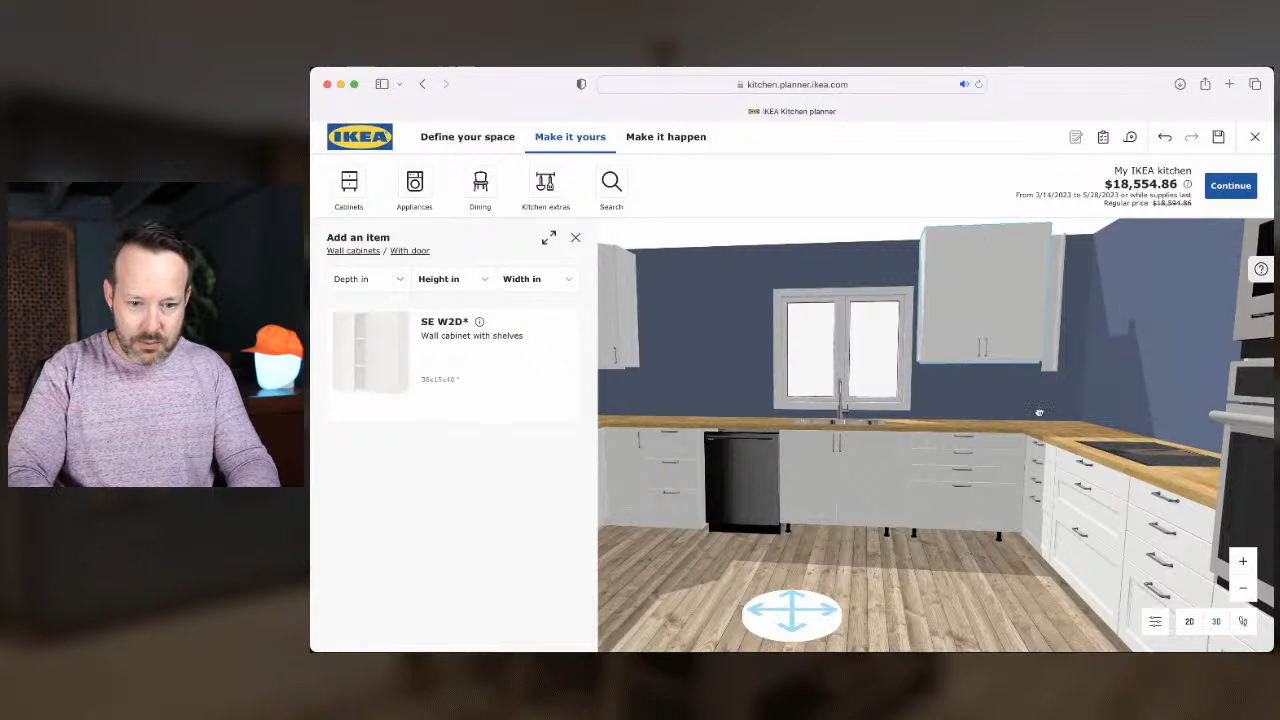 kitchen.planner.ikea.com
IKEA Kitchen planner
IKEA
Define your space
Make it yours
Make it happen
Cabinets
Appliances
Dining
Kitchen extras
Search
My IKEA kitchen
$18,554.86
From 3/14/2023 to 5/28/2023 or while supplies last
Regular price $18,594.86
Continue
Add an item
Wall cabinets / With door
Depth in
Height in
Width in
SE W2D*
Wall cabinet with shelves
36x15x40 "
2D
3D